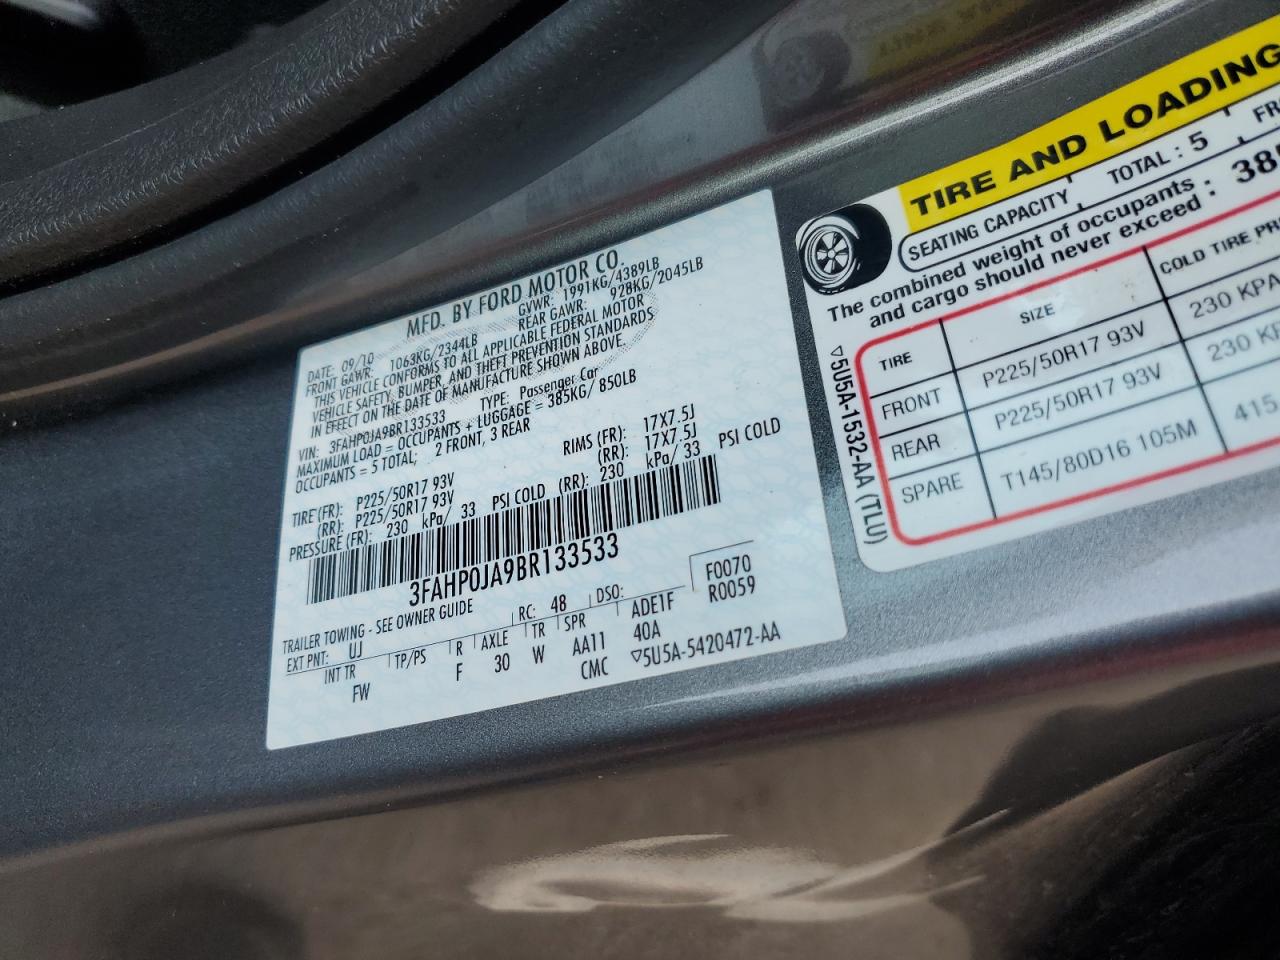 MFD. BY FORD MOTOR CO.
DATE: 09/10 GVWR: 1991KG/4389LB
FRONT GAWR: 1063KG/2344LB REAR GAWR: 928KG/2045LB
THIS VEHICLE CONFORMS TO ALL APPLICABLE FEDERAL MOTOR
VEHICLE SAFETY, BUMPER, AND THEFT PREVENTION STANDARDS
IN EFFECT ON THE DATE OF MANUFACTURE SHOWN ABOVE.
VIN: 3FAHP0JA9BR133533 TYPE: Passenger Car
MAXIMUM LOAD = OCCUPANTS + LUGGAGE = 385KG/ 850LB
OCCUPANTS = 5 TOTAL; 2 FRONT, 3 REAR
TIRE(FR): P225/50R17 93V RIMS (FR): 17X7.5J
(RR): P225/50R17 93V (RR): 17X7.5J
PRESSURE(FR): 230 kPa/ 33 PSI COLD (RR): 230 kPa/ 33 PSI COLD
3FAHP0JA9BR133533
TRAILER TOWING - SEE OWNER GUIDE
EXT PNT: UJ RC: 48 DSO: F0070
INT TR TP/PS R AXLE TR SPR ADE1F R0059
FW F 30 W AA11 40A
CMC ▽5U5A-5420472-AA
TIRE AND LOADING
SEATING CAPACITY TOTAL : 5 FR
The combined weight of occupants
and cargo should never exceed : 385
TIRE SIZE COLD TIRE PR
FRONT P225/50R17 93V 230 KPA
REAR P225/50R17 93V 230 KP
SPARE T145/80D16 105M 415
▽5U5A-1532-AA (TLU)